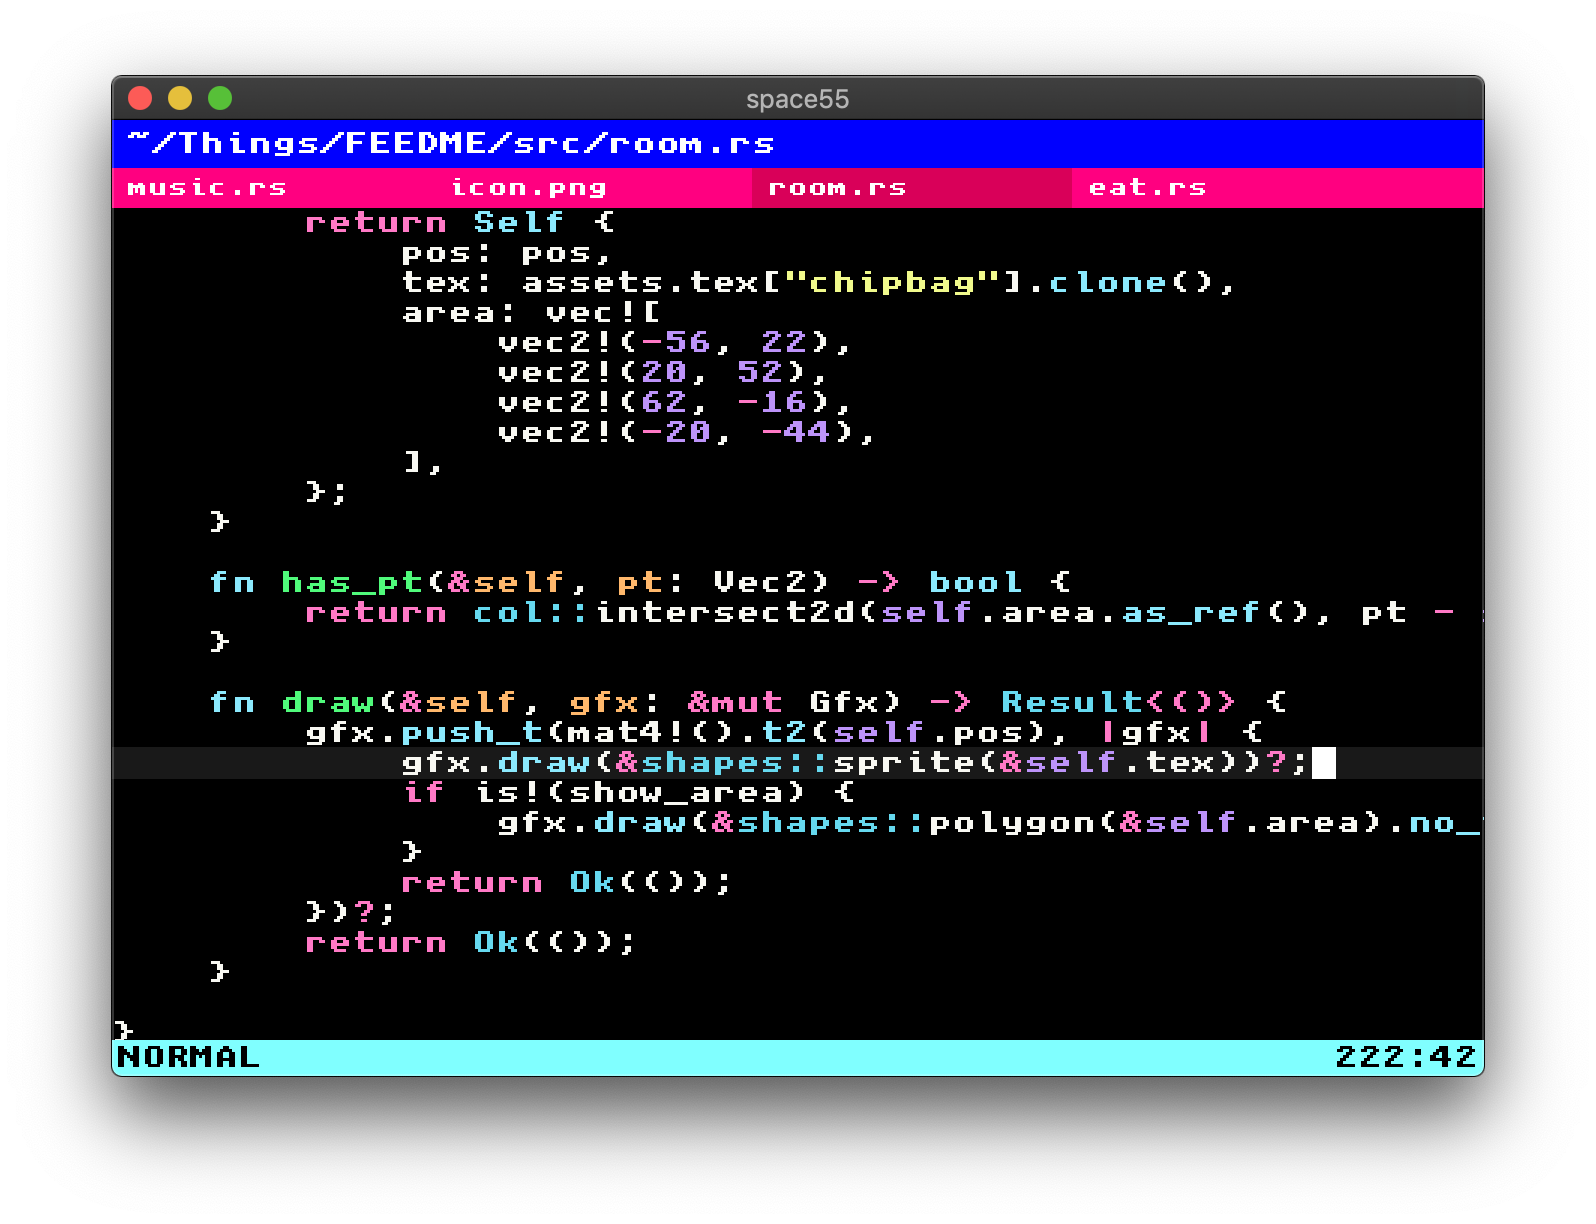 space55
~/Things/FEEDME/src/room.rs
music.rs icon.png room.rs eat.rs
return Self {
pos: pos,
tex: assets.tex["chipbag"].clone(),
area: vec![
vec2!(-56, 22),
vec2!(20, 52),
vec2!(62, -16),
vec2!(-20, -44),
],
};
}
fn has_pt(&self, pt: Vec2) -> bool {
return col::intersect2d(self.area.as_ref(), pt -
}
fn draw(&self, gfx: &mut Gfx) -> Result<()> {
gfx.push_t(mat4!().t2(self.pos), |gfx| {
gfx.draw(&shapes::sprite(&self.tex))?;
if is!(show_area) {
gfx.draw(&shapes::polygon(&self.area).no_
}
return Ok(());
})?;
return Ok(());
}
}
NORMAL 222:42